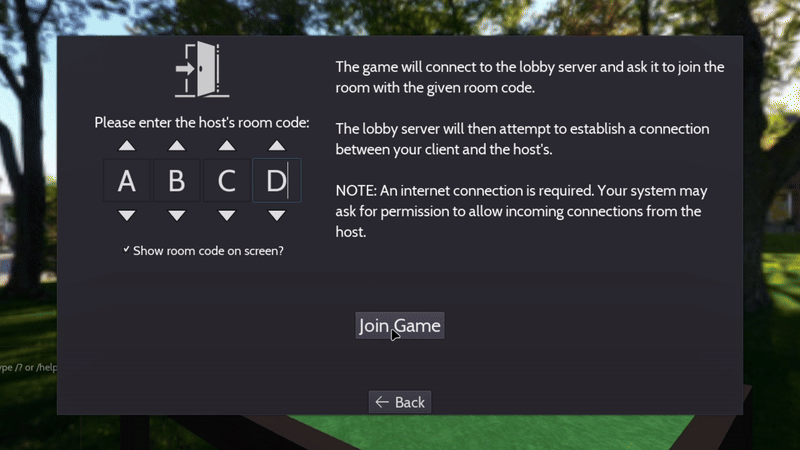 The game will connect to the lobby server and ask it to join the
room with the given room code.
Please enter the host's room code:
The lobby server will then attempt to establish a connection
between your client and the host's.
A B C D
NOTE: An internet connection is required. Your system may
ask for permission to allow incoming connections from the
host.
✓ Show room code on screen?
Join Game
ype /? or /help
← Back